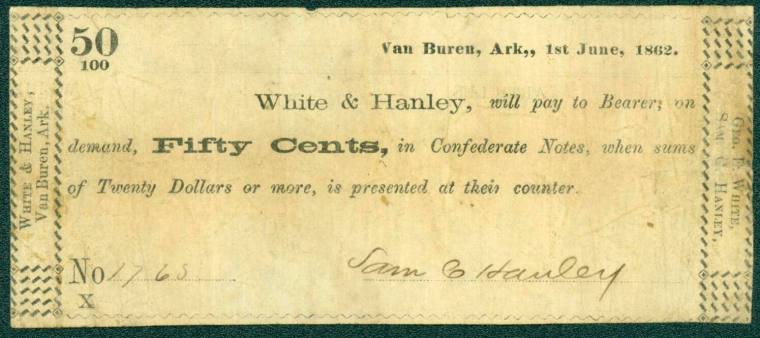 50
100
Van Buren, Ark,, 1st June, 1862.
White & Hanley, will pay to Bearer, on
demand, Fifty Cents, in Confederate Notes, when sums
of Twenty Dollars or more, is presented at their counter.
No 1765
X
Sam C Hanley
WHITE & HANLEY,
Van Buren, Ark.
GEO. F. WHITE,
SAM C. HANLEY,